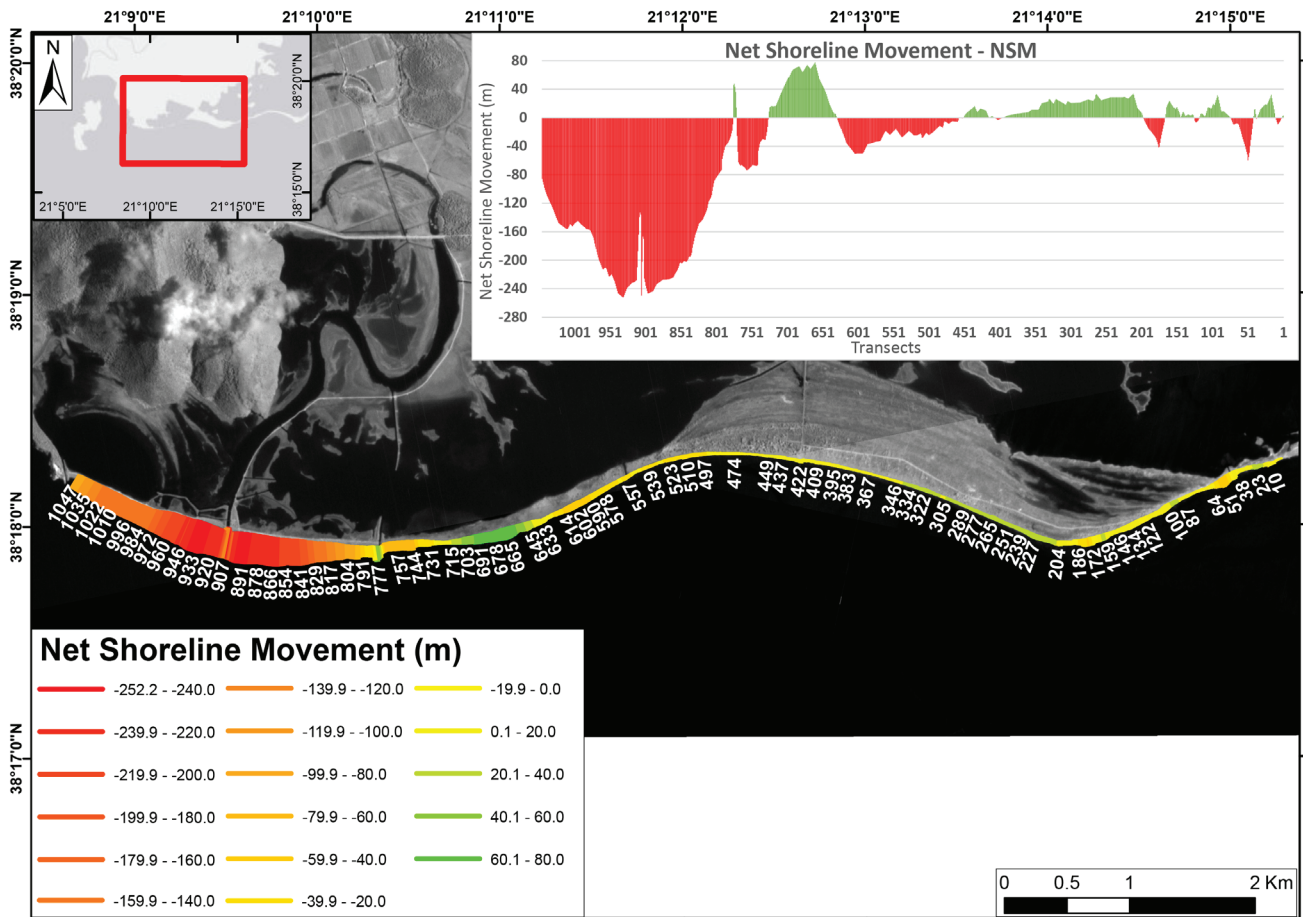 21°9'0"E 21°10'0"E 21°11'0"E 21°12'0"E 21°13'0"E 21°14'0"E 21°15'0"E
38°20'0"N
38°19'0"N
38°18'0"N
38°17'0"N
N
38°20'0"N
38°15'0"N
21°5'0"E 21°10'0"E 21°15'0"E
Net Shoreline Movement - NSM
Net Shoreline Movement (m)
80
40
0
-40
-80
-120
-160
-200
-240
-280
1001 951 901 851 801 751 701 651 601 551 501 451 401 351 301 251 201 151 101 51 1
Transects
1047 1035 1022 1010 996 984 972 960 946 933 920 907 891 878 866 854 841 829 817 804 791 777 757 744 731 715 703 691 678 665 645 633 614 602 590 578 557 539 523 510 497 474 449 437 422 409 395 383 367 346 334 322 305 289 277 265 251 239 227 204 186 172 159 146 134 122 100 87 64 51 38 23 10
Net Shoreline Movement (m)
-252.2 - -240.0 -139.9 - -120.0 -19.9 - 0.0
-239.9 - -220.0 -119.9 - -100.0 0.1 - 20.0
-219.9 - -200.0 -99.9 - -80.0 20.1 - 40.0
-199.9 - -180.0 -79.9 - -60.0 40.1 - 60.0
-179.9 - -160.0 -59.9 - -40.0 60.1 - 80.0
-159.9 - -140.0 -39.9 - -20.0
0 0.5 1 2 Km